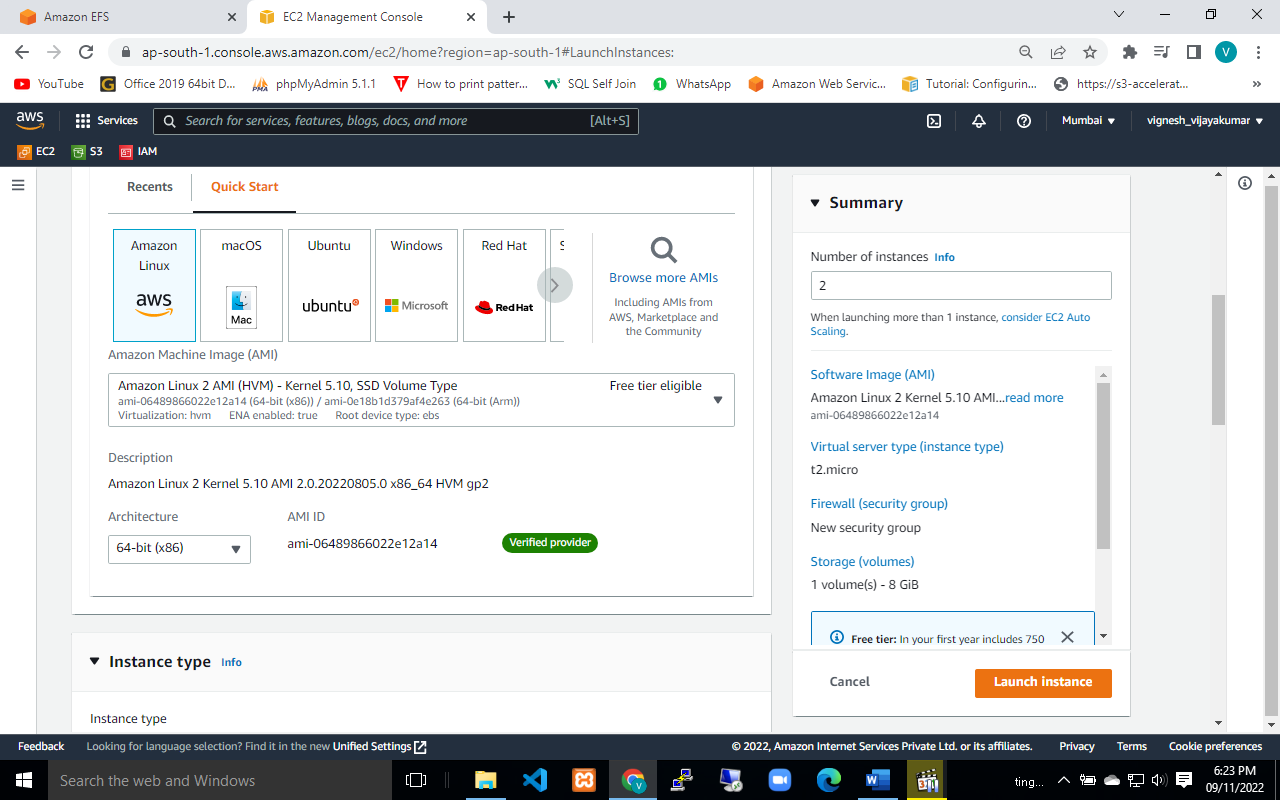 Amazon EFS
EC2 Management Console
ap-south-1.console.aws.amazon.com/ec2/home?region=ap-south-1#LaunchInstances:
V
YouTube
Office 2019 64bit D...
phpMyAdmin 5.1.1
How to print patter...
SQL Self Join
WhatsApp
Amazon Web Servic...
Tutorial: Configurin...
https://s3-accelerat...
»
aws
Services
Search for services, features, blogs, docs, and more
[Alt+S]
Mumbai
vignesh_vijayakumar
EC2
S3
IAM
Recents
Quick Start
Amazon
Linux
aws
macOS
Mac
Ubuntu
ubuntu
Windows
Microsoft
Red Hat
Red Hat
S
Browse more AMIs
Including AMIs from
AWS, Marketplace and
the Community
Amazon Machine Image (AMI)
Amazon Linux 2 AMI (HVM) - Kernel 5.10, SSD Volume Type
Free tier eligible
ami-06489866022e12a14 (64-bit (x86)) / ami-0e18b1d379af4e263 (64-bit (Arm))
Virtualization: hvm ENA enabled: true Root device type: ebs
Description
Amazon Linux 2 Kernel 5.10 AMI 2.0.20220805.0 x86_64 HVM gp2
Architecture
AMI ID
64-bit (x86)
ami-06489866022e12a14
Verified provider
Instance type Info
Instance type
Summary
Number of instances Info
2
When launching more than 1 instance, consider EC2 Auto
Scaling.
Software Image (AMI)
Amazon Linux 2 Kernel 5.10 AMI...read more
ami-06489866022e12a14
Virtual server type (instance type)
t2.micro
Firewall (security group)
New security group
Storage (volumes)
1 volume(s) - 8 GiB
Free tier: In your first year includes 750
Cancel
Launch instance
Feedback
Looking for language selection? Find it in the new Unified Settings
© 2022, Amazon Internet Services Private Ltd. or its affiliates.
Privacy
Terms
Cookie preferences
Search the web and Windows
ting...
6:23 PM
09/11/2022